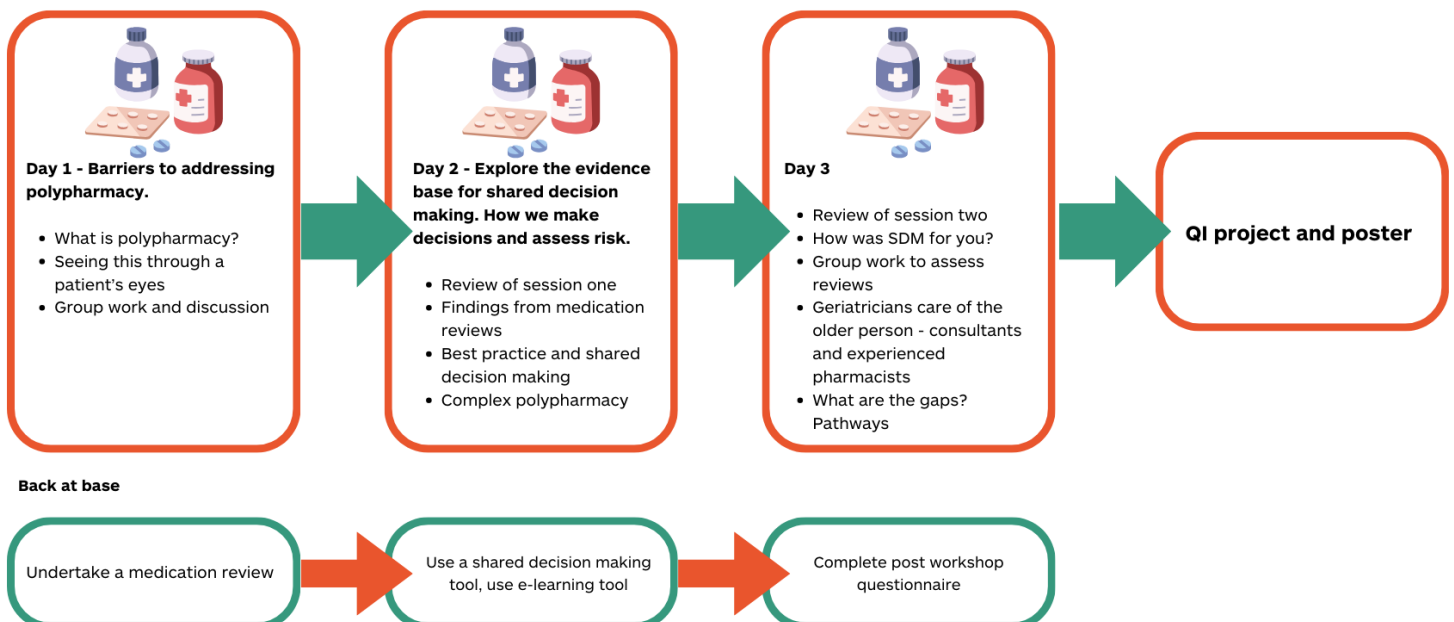 Day 1 - Barriers to addressing
polypharmacy.
• What is polypharmacy?
• Seeing this through a
patient's eyes
• Group work and discussion
Day 2 - Explore the evidence
base for shared decision
making. How we make
decisions and assess risk.
• Review of session one
• Findings from medication
reviews
• Best practice and shared
decision making
• Complex polypharmacy
Day 3
• Review of session two
• How was SDM for you?
• Group work to assess
reviews
• Geriatricians care of the
older person - consultants
and experienced
pharmacists
• What are the gaps?
Pathways
QI project and poster
Back at base
Undertake a medication review
Use a shared decision making
tool, use e-learning tool
Complete post workshop
questionnaire